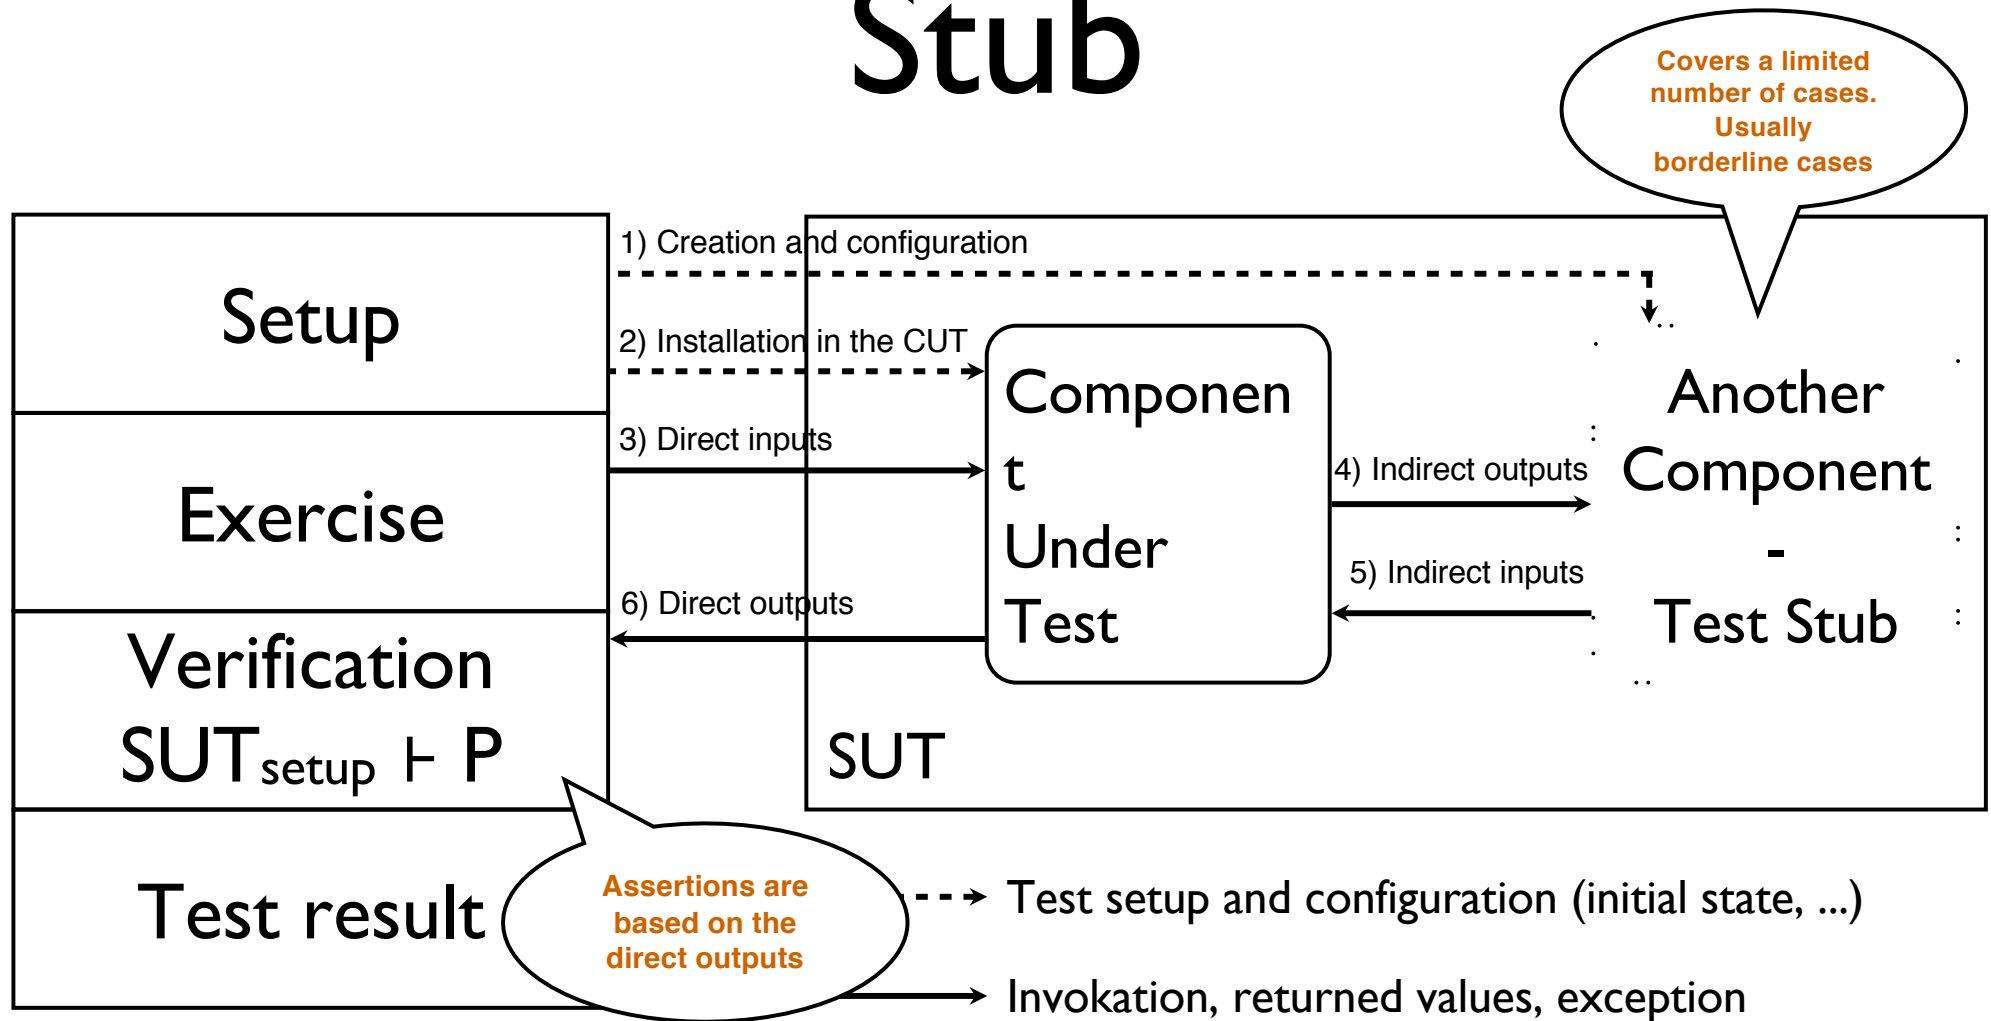 Stub
Covers a limited
number of cases.
Usually
borderline cases
Setup
1) Creation and configuration
2) Installation in the CUT
Exercise
3) Direct inputs
Componen
t
Under
Test
4) Indirect outputs
5) Indirect inputs
Another
Component
-
Test Stub
6) Direct outputs
Verification
SUTsetup ⊦ P
SUT
Test result
Assertions are
based on the
direct outputs
Test setup and configuration (initial state, ...)
Invokation, returned values, exception